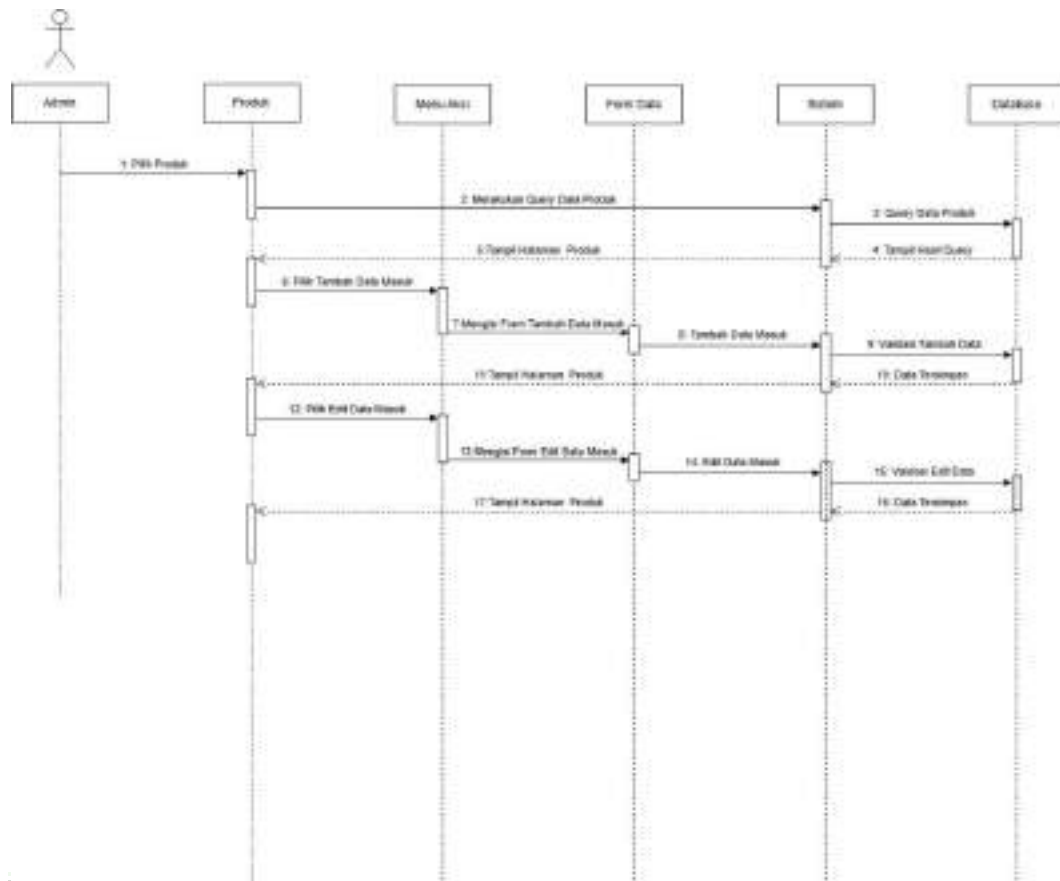 Admin
Produk
Menu Aksi
Form Data
Sistem
Database
1: Pilih Produk
2: Melakukan Query Data Produk
3: Query Data Produk
4: Tampil Hasil Query
5:Tampil Halaman Produk
6: Pilih Tambah Data Masuk
7:Mengisi Form Tambah Data Masuk
8: Tambah Data Masuk
9: Validasi Tambah Data
10: Data Tersimpan
11:Tampil Halaman Produk
12: Pilih Edit Data Masuk
13:Mengisi Form Edit Data Masuk
14: Edit Data Masuk
15: Validasi Edit Data
16: Data Tersimpan
17:Tampil Halaman Produk